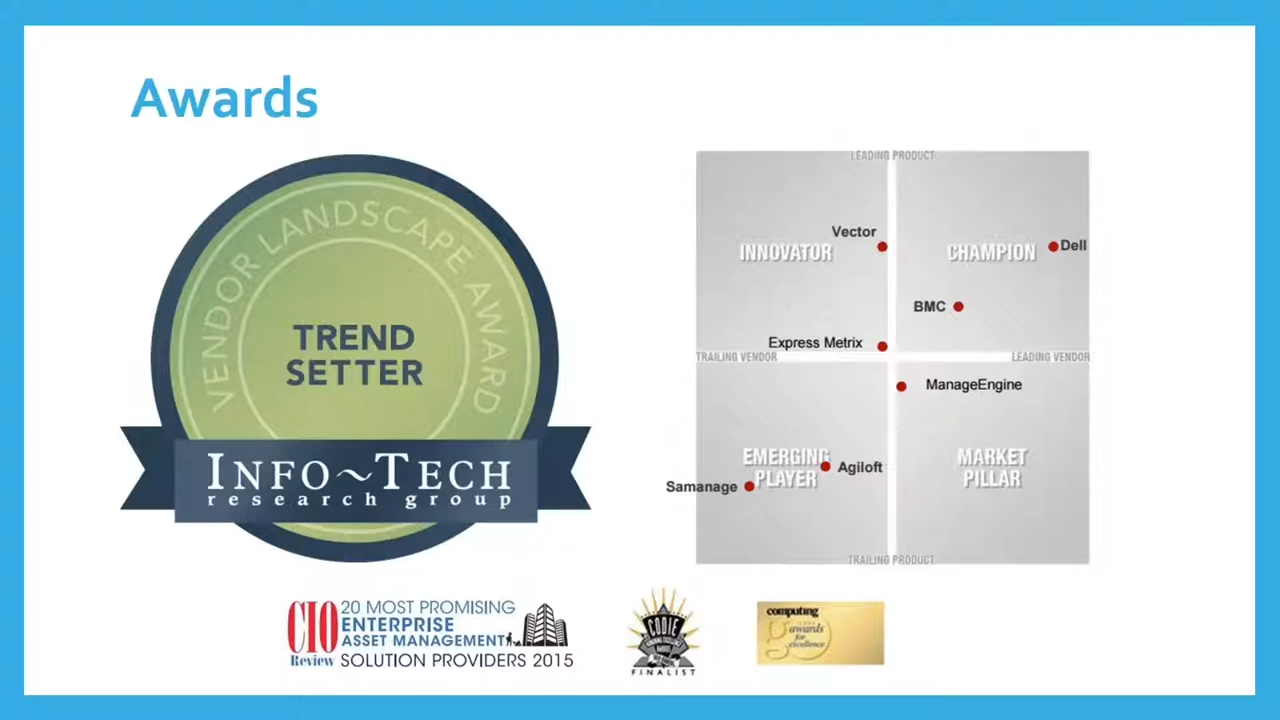 Awards
VENDOR LANDSCAPE AWARD
TREND
SETTER
INFO~TECH
research group
LEADING PRODUCT
Vector
INNOVATOR
CHAMPION
Dell
BMC
Express Metrix
TRAILING VENDOR
LEADING VENDOR
ManageEngine
EMERGING
PLAYER
Agiloft
Samanage
MARKET
PILLAR
TRAILING PRODUCT
CIO
Review
20 MOST PROMISING
ENTERPRISE
ASSET MANAGEMENT
SOLUTION PROVIDERS 2015
CODIE
FINALIST
computing
awards
for
excellence